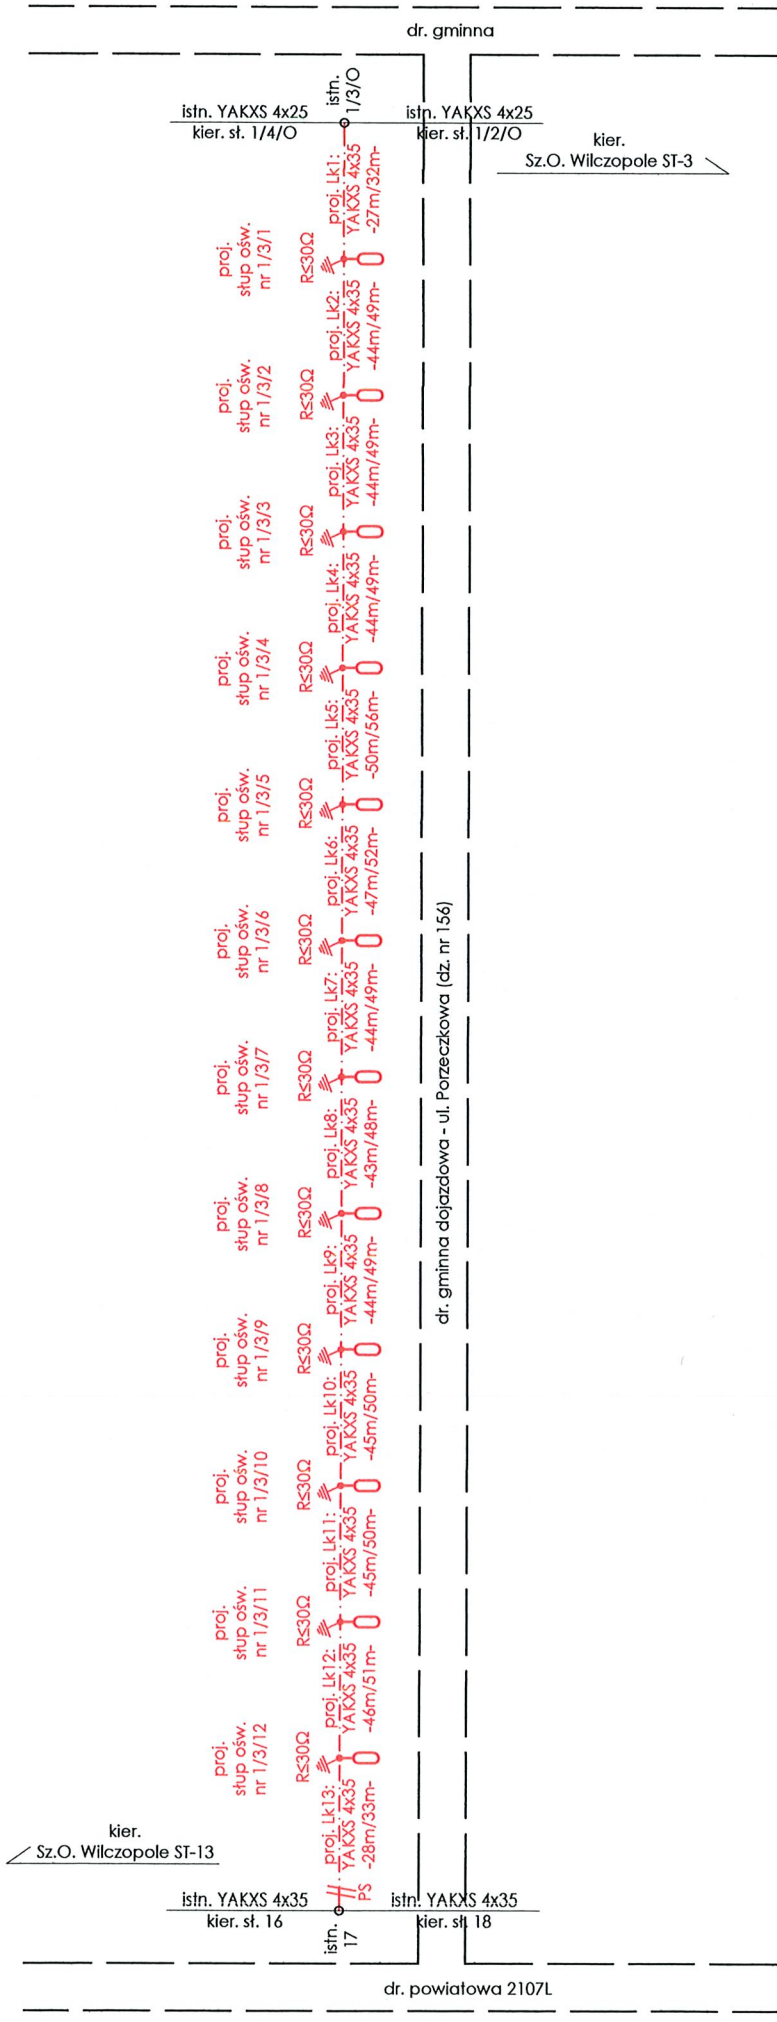 dr. gminna
istn.
1/3/O
istn. YAKXS 4x25
kier. sł. 1/4/O
istn. YAKXS 4x25
kier. sł. 1/2/O
kier.
Sz.O. Wilczopole ST-3
proj. Lk1:
YAKXS 4x35
-27m/32m-
proj.
słup ośw.
nr 1/3/1
R≤30Ω
proj. Lk2:
YAKXS 4x35
-44m/49m-
proj.
słup ośw.
nr 1/3/2
R≤30Ω
proj. Lk3:
YAKXS 4x35
-44m/49m-
proj.
słup ośw.
nr 1/3/3
R≤30Ω
proj. Lk4:
YAKXS 4x35
-44m/49m-
proj.
słup ośw.
nr 1/3/4
R≤30Ω
proj. Lk5:
YAKXS 4x35
-50m/56m-
proj.
słup ośw.
nr 1/3/5
R≤30Ω
proj. Lk6:
YAKXS 4x35
-47m/52m-
proj.
słup ośw.
nr 1/3/6
R≤30Ω
proj. Lk7:
YAKXS 4x35
-44m/49m-
proj.
słup ośw.
nr 1/3/7
R≤30Ω
proj. Lk8:
YAKXS 4x35
-43m/48m-
proj.
słup ośw.
nr 1/3/8
R≤30Ω
proj. Lk9:
YAKXS 4x35
-44m/49m-
proj.
słup ośw.
nr 1/3/9
R≤30Ω
proj. Lk10:
YAKXS 4x35
-45m/50m-
proj.
słup ośw.
nr 1/3/10
R≤30Ω
proj. Lk11:
YAKXS 4x35
-45m/50m-
proj.
słup ośw.
nr 1/3/11
R≤30Ω
proj. Lk12:
YAKXS 4x35
-46m/51m-
proj.
słup ośw.
nr 1/3/12
R≤30Ω
proj. Lk13:
YAKXS 4x35
-28m/33m-
PS
dr. gminna dojazdowa - ul. Porzeczkowa (dz. nr 156)
kier.
Sz.O. Wilczopole ST-13
istn. YAKXS 4x35
kier. sł. 16
istn. YAKXS 4x35
kier. sł. 18
istn.
17
dr. powiatowa 2107L